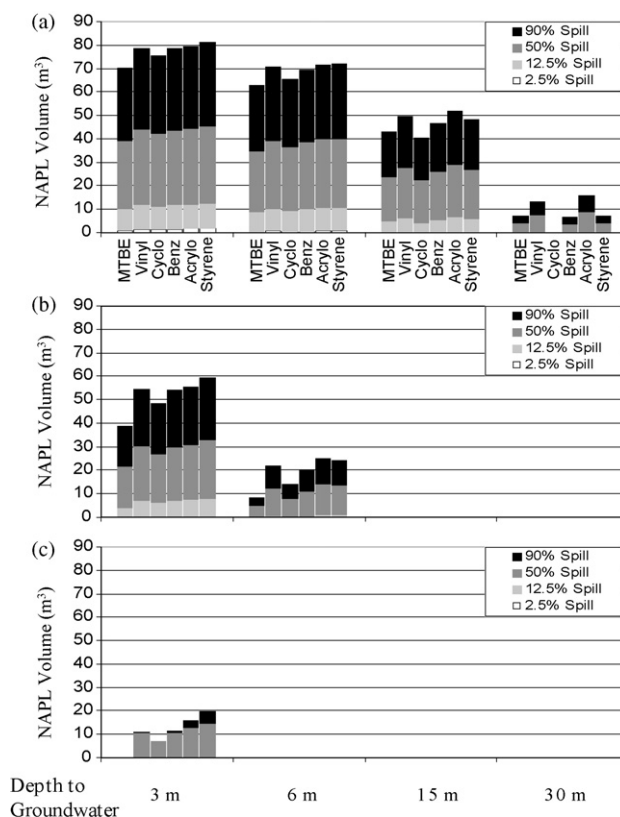 (a)
NAPL Volume (m³)
90
80
70
60
50
40
30
20
10
0
90% Spill
50% Spill
12.5% Spill
2.5% Spill
MTBE
Vinyl
Cyclo
Benz
Acrylo
Styrene
MTBE
Vinyl
Cyclo
Benz
Acrylo
Styrene
MTBE
Vinyl
Cyclo
Benz
Acrylo
Styrene
MTBE
Vinyl
Cyclo
Benz
Acrylo
Styrene
(b)
NAPL Volume (m³)
90
80
70
60
50
40
30
20
10
0
90% Spill
50% Spill
12.5% Spill
2.5% Spill
(c)
NAPL Volume (m³)
90
80
70
60
50
40
30
20
10
0
90% Spill
50% Spill
12.5% Spill
2.5% Spill
Depth to
Groundwater
3 m
6 m
15 m
30 m